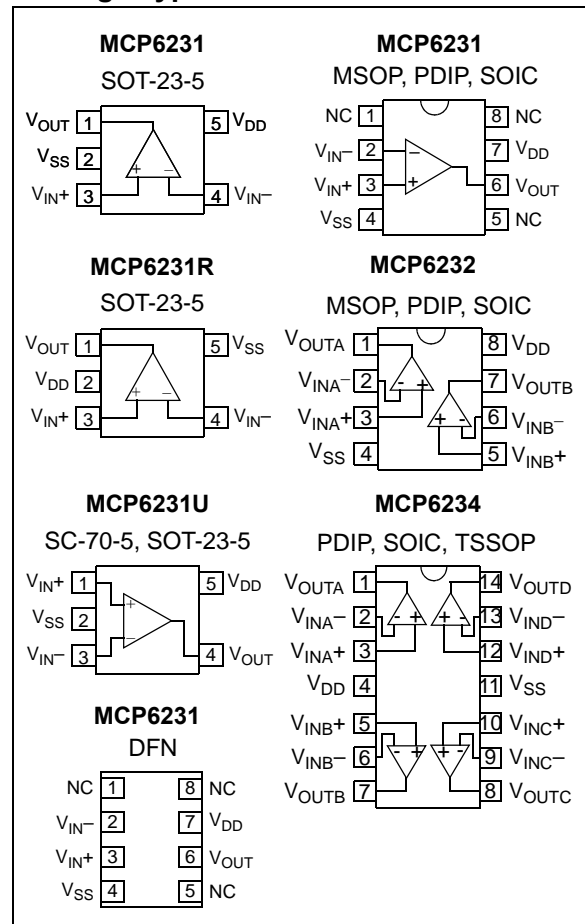 MCP6231
SOT-23-5
VOUT 1
5 VDD
VSS 2
VIN+ 3
4 VIN–
+ –
MCP6231
MSOP, PDIP, SOIC
NC 1
8 NC
VIN– 2
7 VDD
VIN+ 3
6 VOUT
VSS 4
5 NC
–
+
MCP6231R
SOT-23-5
VOUT 1
5 VSS
VDD 2
VIN+ 3
4 VIN–
+ –
MCP6232
MSOP, PDIP, SOIC
VOUTA 1
8 VDD
VINA– 2
7 VOUTB
VINA+ 3
6 VINB–
VSS 4
5 VINB+
- +
+ -
MCP6231U
SC-70-5, SOT-23-5
VIN+ 1
5 VDD
VSS 2
VIN– 3
4 VOUT
+
–
MCP6234
PDIP, SOIC, TSSOP
VOUTA 1
14 VOUTD
VINA– 2
13 VIND–
VINA+ 3
12 VIND+
VDD 4
11 VSS
VINB+ 5
10 VINC+
VINB– 6
9 VINC–
VOUTB 7
8 VOUTC
- +
+ -
- +
+ -
MCP6231
DFN
NC 1
8 NC
VIN– 2
7 VDD
VIN+ 3
6 VOUT
VSS 4
5 NC